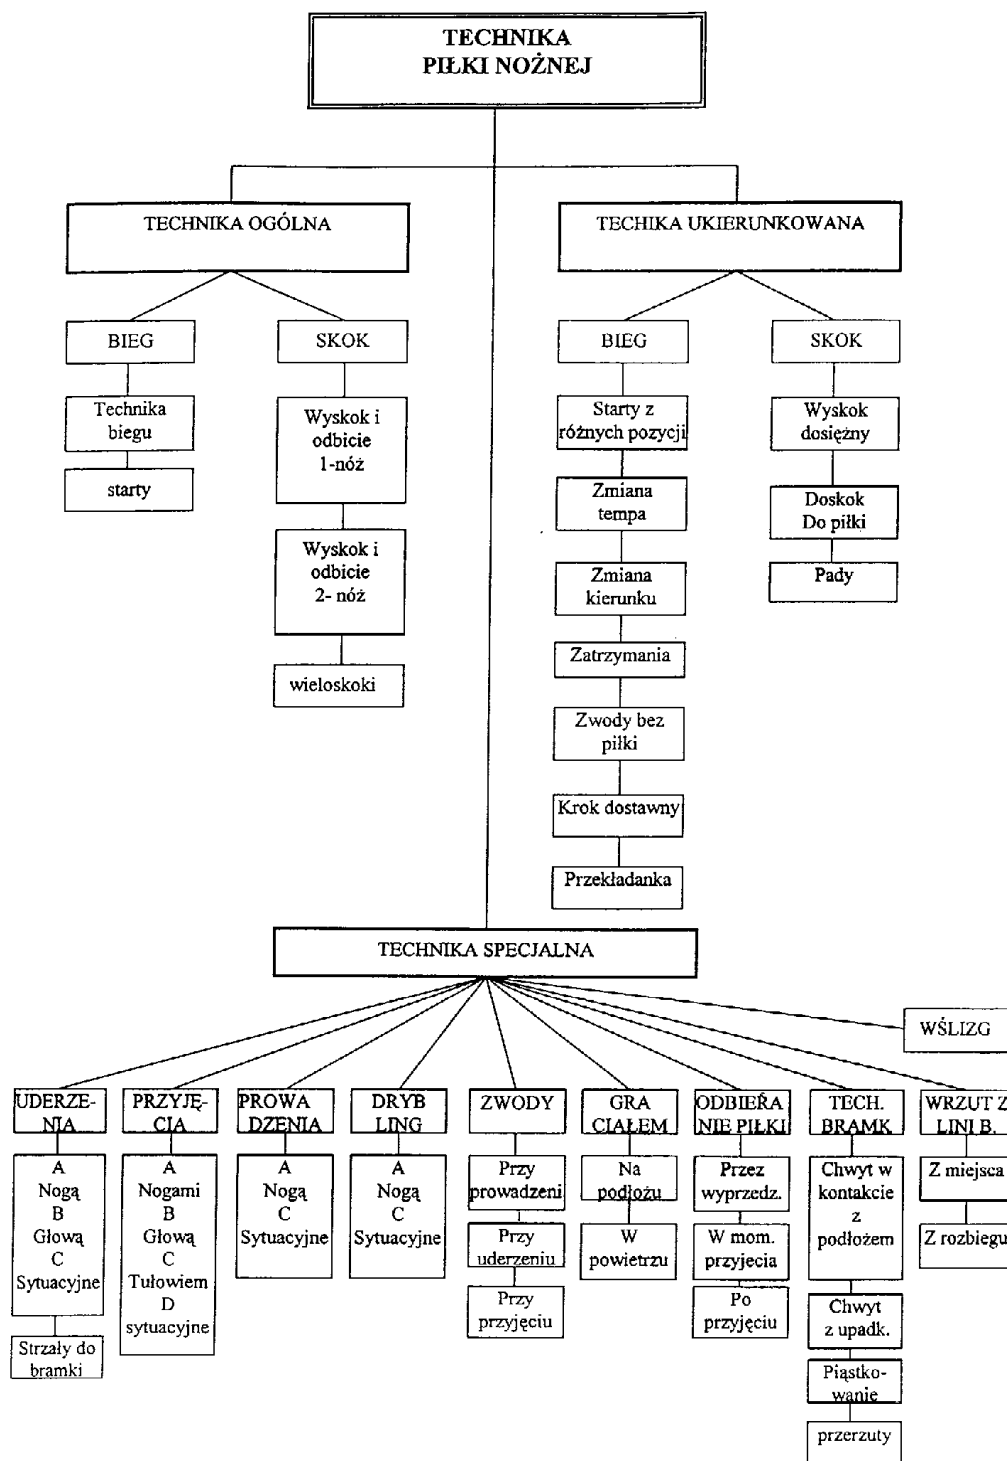 TECHNIKA
PIŁKI NOŻNEJ
TECHNIKA OGÓLNA
TECHIKA UKIERUNKOWANA
BIEG
SKOK
BIEG
SKOK
Technika
biegu
starty
Wyskok i
odbicie
1-nóż
Wyskok i
odbicie
2- nóż
wieloskoki
Starty z
różnych pozycji
Zmiana
tempa
Zmiana
kierunku
Zatrzymania
Zwody bez
piłki
Krok dostawny
Przekładanka
Wyskok
dosiężny
Doskok
Do piłki
Pady
TECHNIKA SPECJALNA
WŚLIZG
UDERZE-
NIA
A
Nogą
B
Głową
C
Sytuacyjne
Strzały do
bramki
PRZYJĘ-
CIA
A
Nogami
B
Głową
C
Tułowiem
D
sytuacyjne
PROWA
DZENIA
A
Nogą
C
Sytuacyjne
DRYB
LING
A
Nogą
C
Sytuacyjne
ZWODY
Przy
prowadzeni
Przy
uderzeniu
Przy
przyjęciu
GRA
CIAŁEM
Na
podłożu
W
powietrzu
ODBIERA
NIE PIŁKI
Przez
wyprzedz.
W mom.
przyjecia
Po
przyjęciu
TECH.
BRAMK
Chwyt w
kontakcie
z
podłożem
Chwyt
z upadk.
Piąstko-
wanie
przerzuty
WRZUT Z
LINI B.
Z miejsca
Z rozbiegu